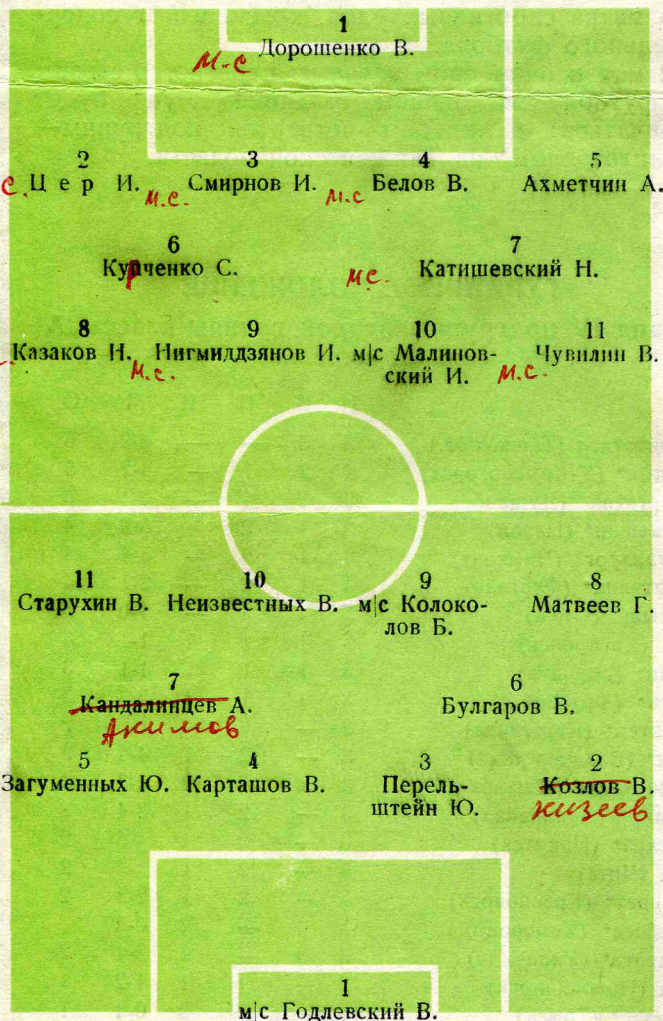 1
м.с Дорошенко В.
2 3 4 5
с. Цер И. м.с. Смирнов И. м.с Белов В. Ахметчин А.
6 7
Курченко С. мс. Катишевский Н.
8 9 10 11
Казаков Н. м.с. Нигмиддзянов И. м|с Малинов- м.с. Чувилин В.
ский И.
11 10 9 8
Старухин В. Неизвестных В. м|с Колоко- Матвеев Г.
лов Б.
7 6
Кандалинцев А. Булгаров В.
Акимов
5 4 3 2
Загуменных Ю. Карташов В. Перель- Козлов В.
штейн Ю. кизеев
1
м|с Годлевский В.